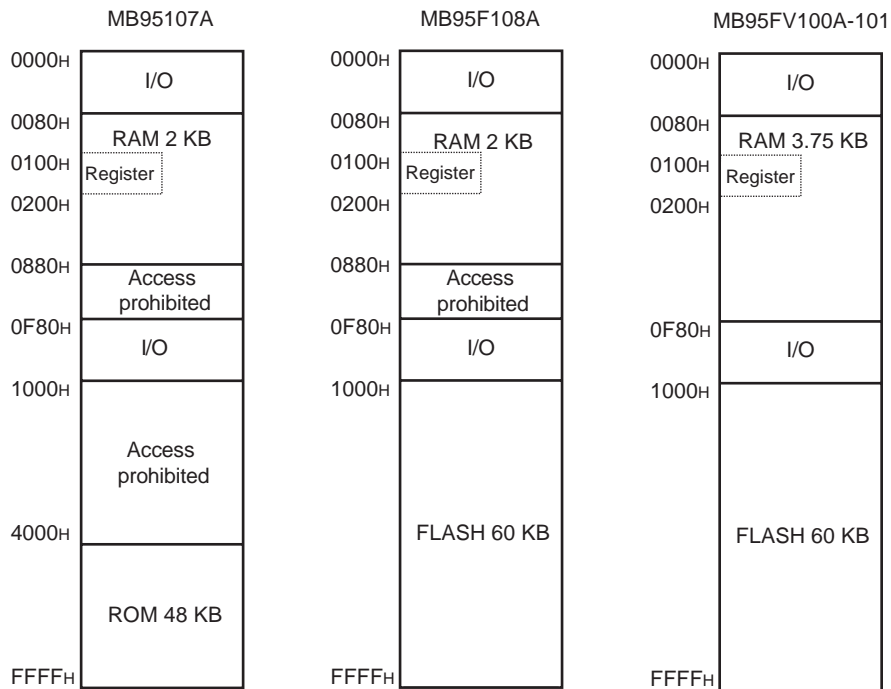 MB95107A
0000H
I/O
0080H
RAM 2 KB
0100H
Register
0200H
0880H
Access
prohibited
0F80H
I/O
1000H
Access
prohibited
4000H
ROM 48 KB
FFFFH
MB95F108A
0000H
I/O
0080H
RAM 2 KB
0100H
Register
0200H
0880H
Access
prohibited
0F80H
I/O
1000H
FLASH 60 KB
FFFFH
MB95FV100A-101
0000H
I/O
0080H
RAM 3.75 KB
0100H
Register
0200H
0F80H
I/O
1000H
FLASH 60 KB
FFFFH